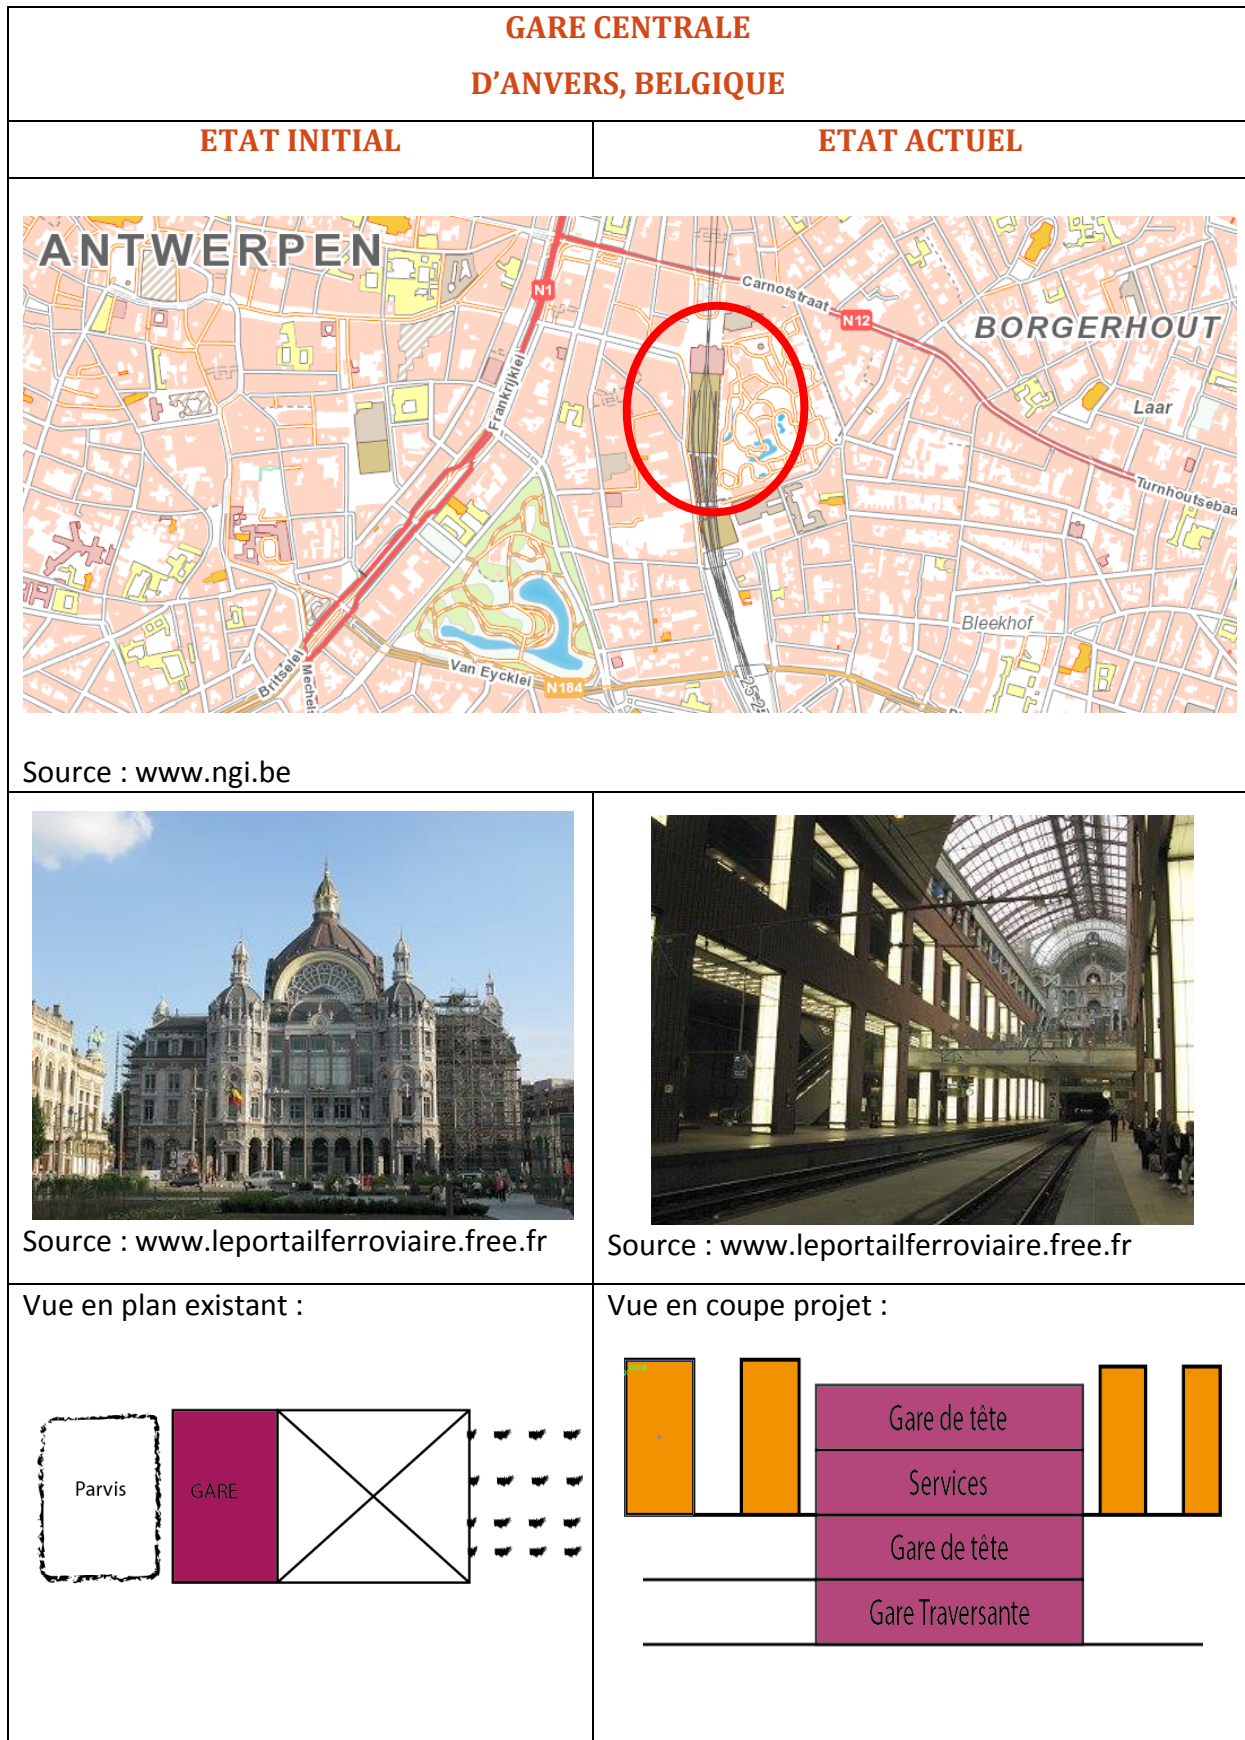 GARE CENTRALE
D’ANVERS, BELGIQUE
ETAT INITIAL
ETAT ACTUEL
ANTWERPEN
N1
Carnotstraat
N12
BORGERHOUT
Frankrijklei
Laar
Turnhoutsebaa
Bleekhof
Britselei
Mechels
Van Eycklei
N184
Source : www.ngi.be
Source : www.leportailferroviaire.free.fr
Source : www.leportailferroviaire.free.fr
Vue en plan existant :
Parvis
GARE
Vue en coupe projet :
Gare de tête
Services
Gare de tête
Gare Traversante